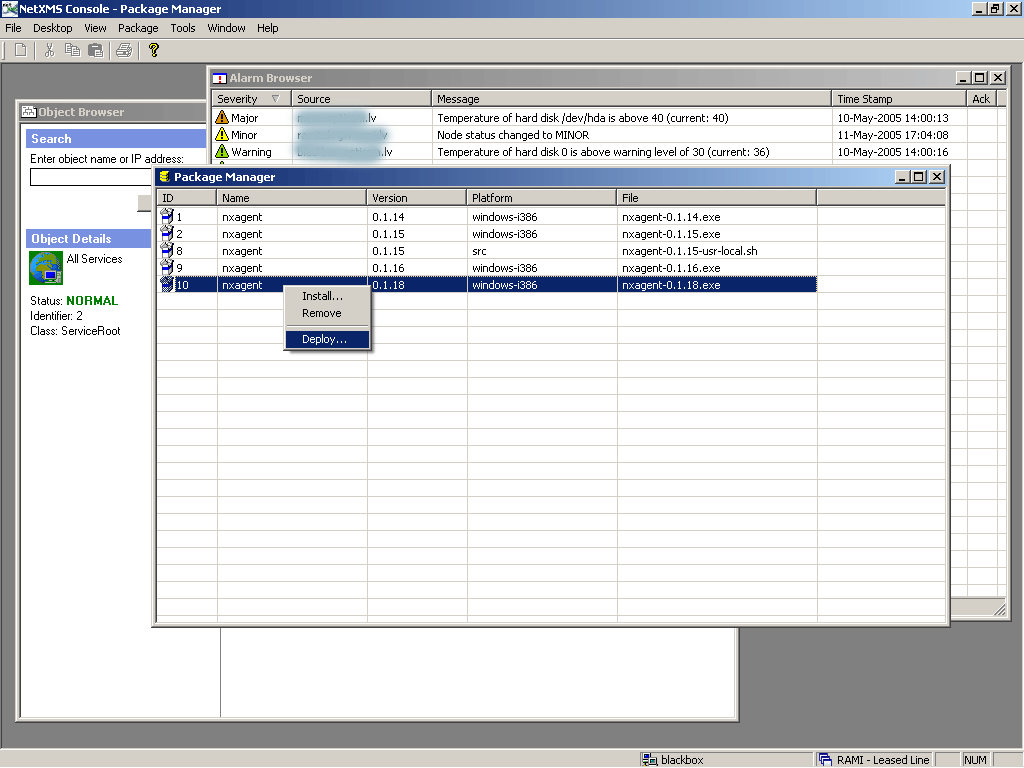 NetXMS Console - Package Manager
File Desktop View Package Tools Window Help
Alarm Browser
Severity Source Message Time Stamp Ack
Major .lv Temperature of hard disk /dev/hda is above 40 (current: 40) 10-May-2005 14:00:13
Minor Node status changed to MINOR 11-May-2005 17:04:08
Warning .lv Temperature of hard disk 0 is above warning level of 30 (current: 36) 10-May-2005 14:00:16
Object Browser
Search
Enter object name or IP address:
Object Details
All Services
Status: NORMAL
Identifier: 2
Class: ServiceRoot
Package Manager
ID Name Version Platform File
1 nxagent 0.1.14 windows-i386 nxagent-0.1.14.exe
2 nxagent 0.1.15 windows-i386 nxagent-0.1.15.exe
8 nxagent 0.1.15 src nxagent-0.1.15-usr-local.sh
9 nxagent 0.1.16 windows-i386 nxagent-0.1.16.exe
10 nxagent 0.1.18 windows-i386 nxagent-0.1.18.exe
Install...
Remove
Deploy...
blackbox RAMI - Leased Line NUM